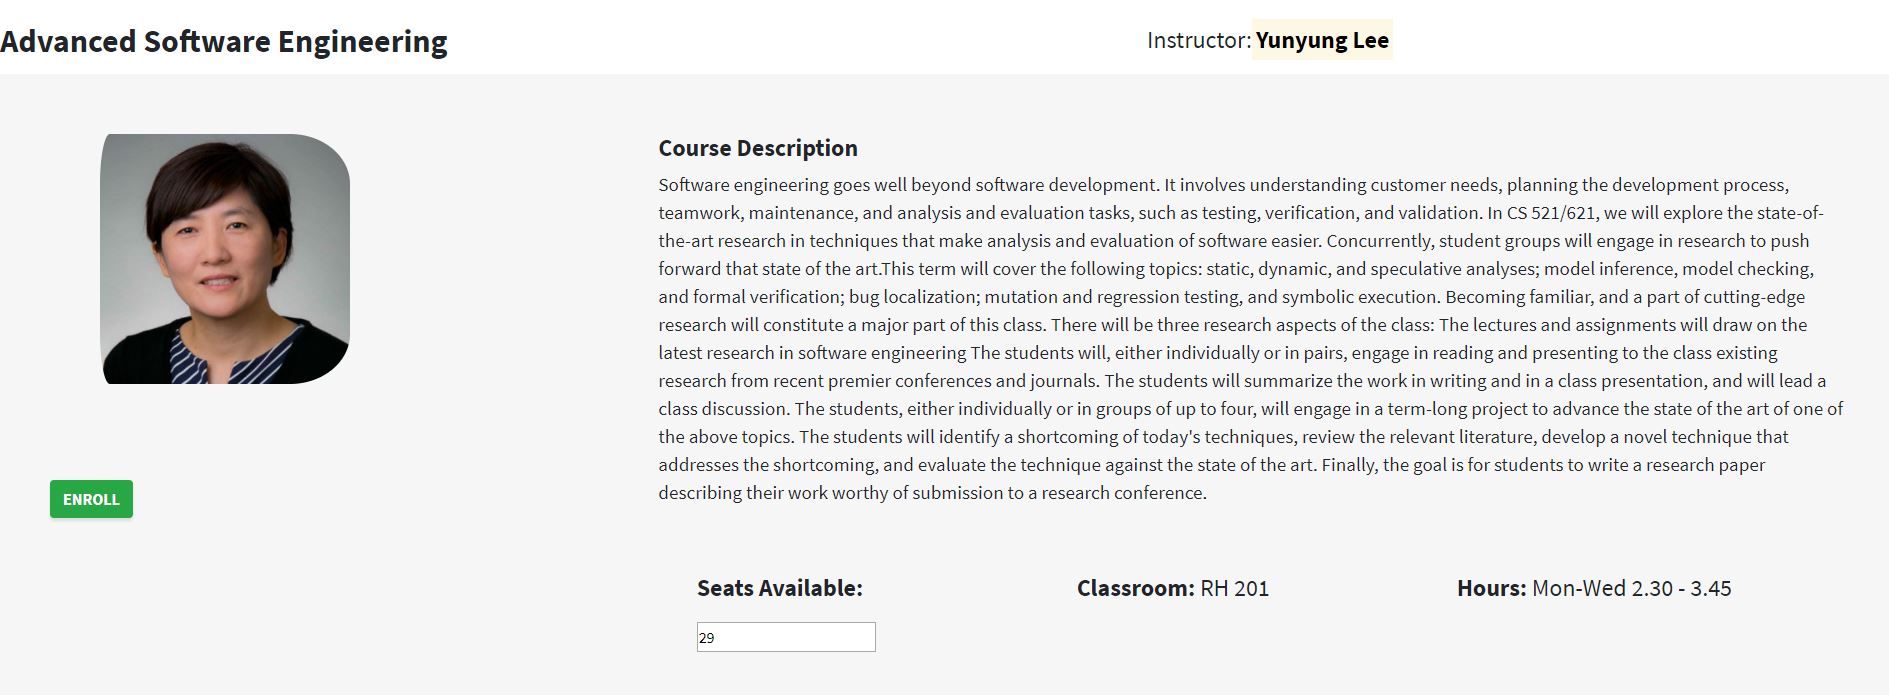 Advanced Software Engineering
Instructor: Yunyung Lee
Course Description
Software engineering goes well beyond software development. It involves understanding customer needs, planning the development process,
teamwork, maintenance, and analysis and evaluation tasks, such as testing, verification, and validation. In CS 521/621, we will explore the state-of-
the-art research in techniques that make analysis and evaluation of software easier. Concurrently, student groups will engage in research to push
forward that state of the art.This term will cover the following topics: static, dynamic, and speculative analyses; model inference, model checking,
and formal verification; bug localization; mutation and regression testing, and symbolic execution. Becoming familiar, and a part of cutting-edge
research will constitute a major part of this class. There will be three research aspects of the class: The lectures and assignments will draw on the
latest research in software engineering The students will, either individually or in pairs, engage in reading and presenting to the class existing
research from recent premier conferences and journals. The students will summarize the work in writing and in a class presentation, and will lead a
class discussion. The students, either individually or in groups of up to four, will engage in a term-long project to advance the state of the art of one of
the above topics. The students will identify a shortcoming of today's techniques, review the relevant literature, develop a novel technique that
addresses the shortcoming, and evaluate the technique against the state of the art. Finally, the goal is for students to write a research paper
describing their work worthy of submission to a research conference.
ENROLL
Seats Available:
29
Classroom: RH 201
Hours: Mon-Wed 2.30 - 3.45